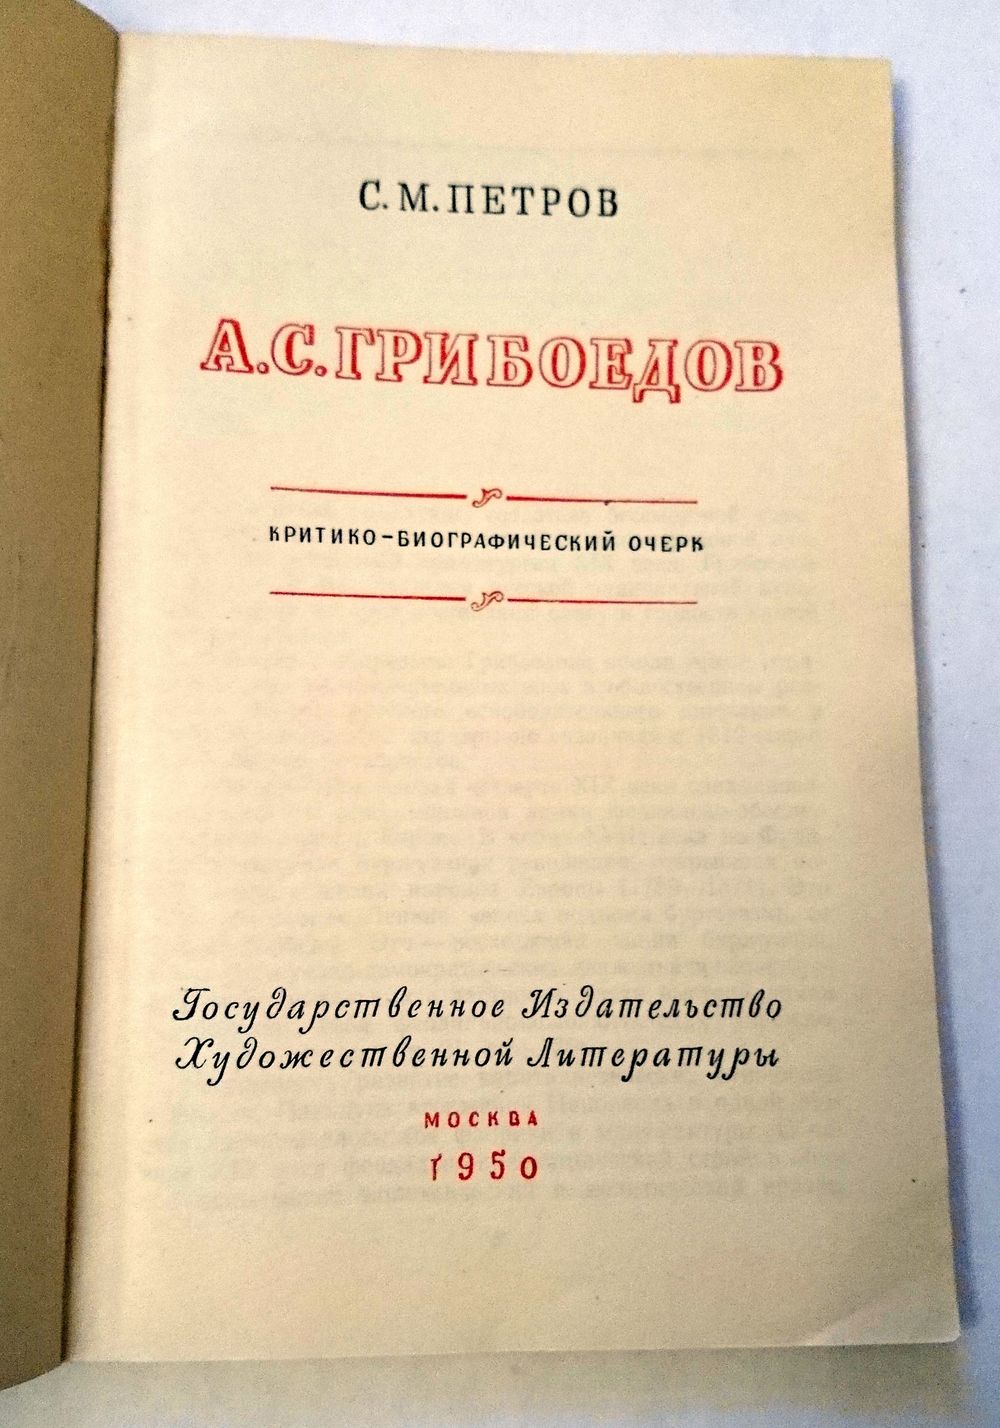 С. М. ПЕТРОВ
А. С. ГРИБОЕДОВ
КРИТИКО-БИОГРАФИЧЕСКИЙ ОЧЕРК
Государственное Издательство
Художественной Литературы
МОСКВА
1950